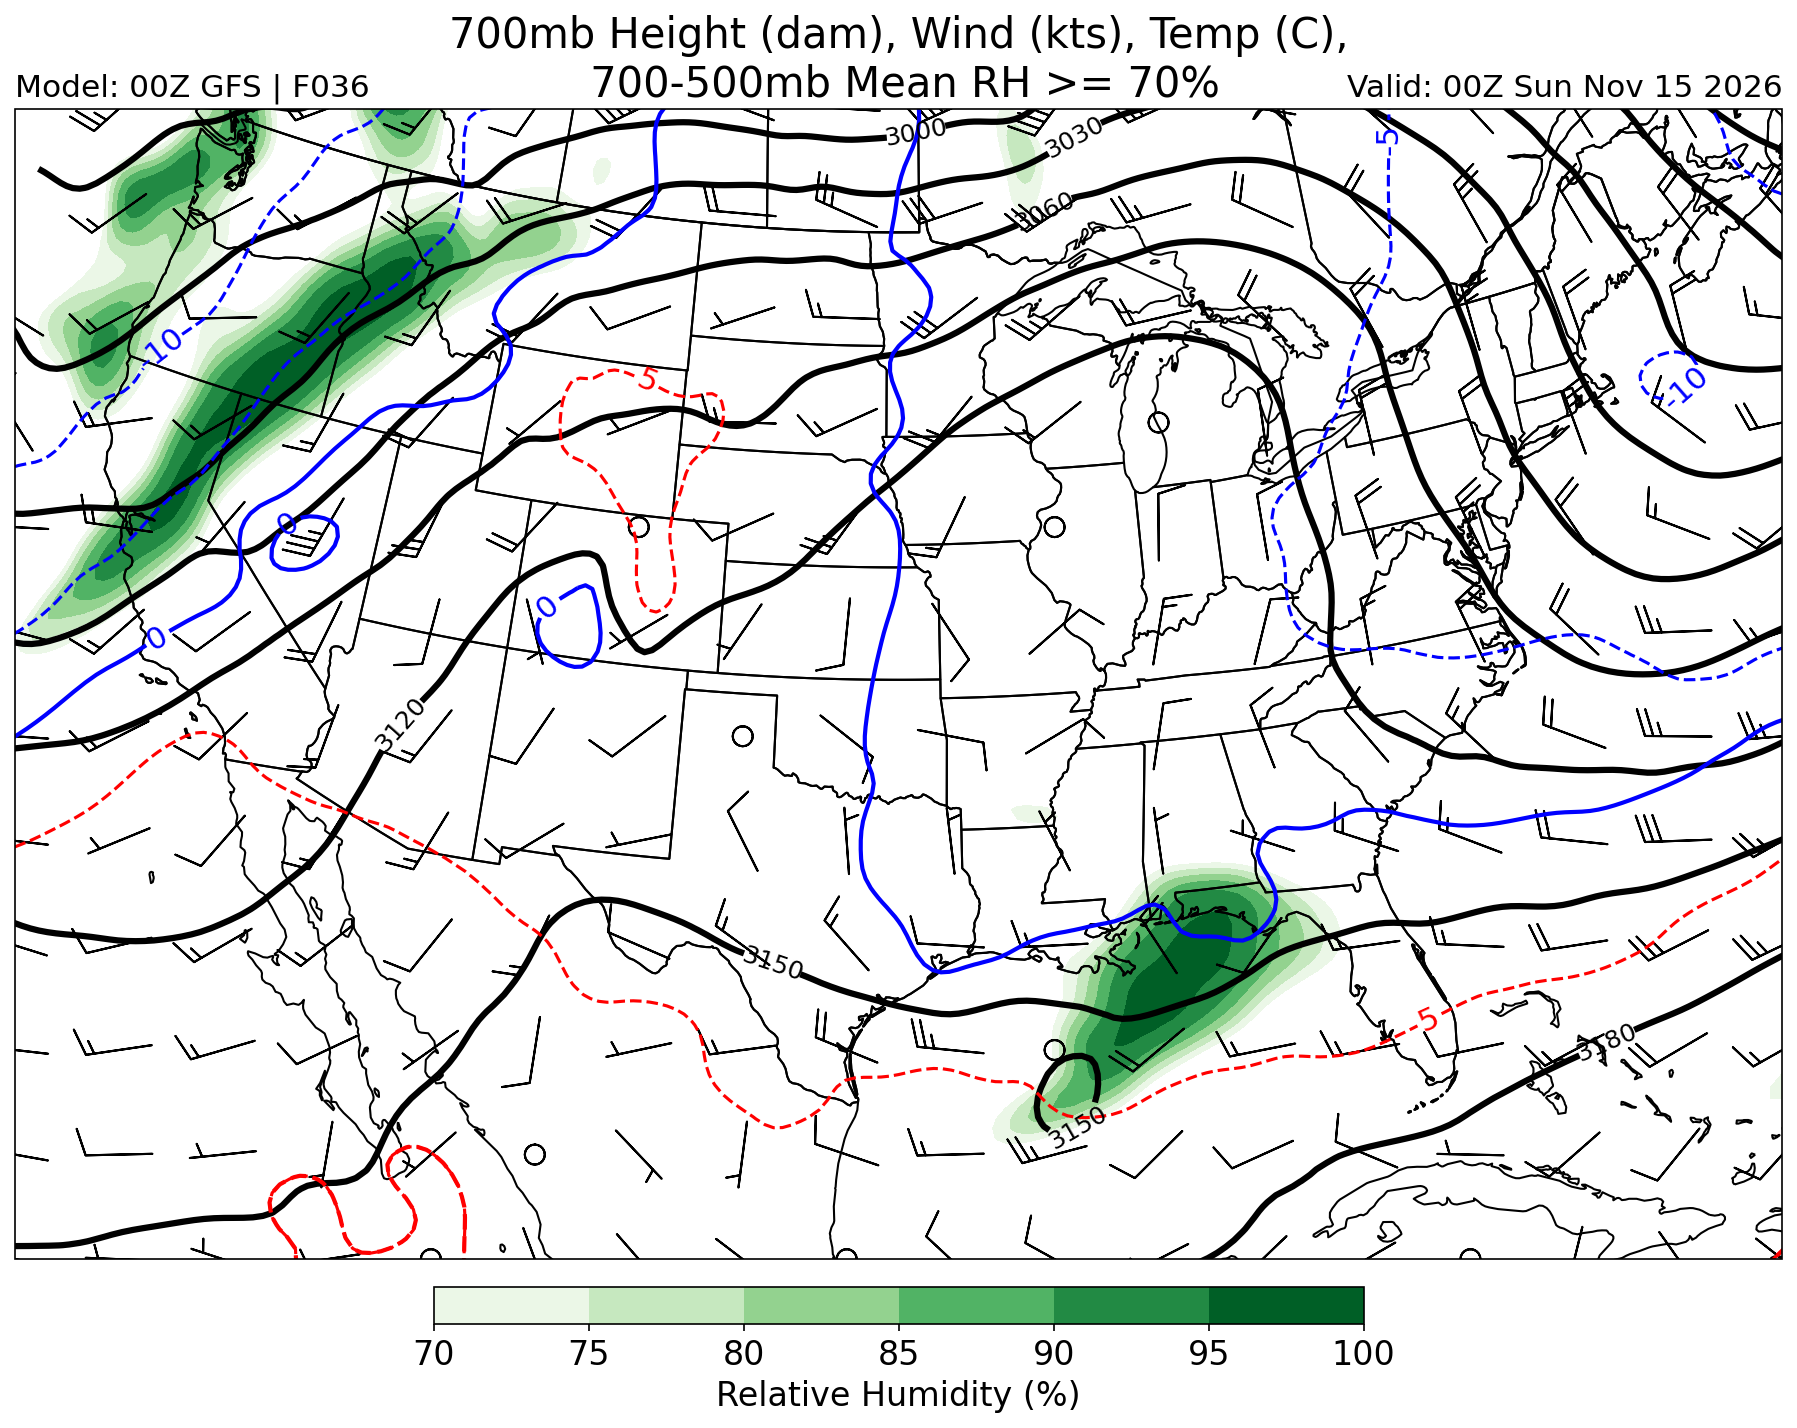 700mb Height (dam), Wind (kts), Temp (C),
Model: 00Z GFS | F036
700-500mb Mean RH >= 70%
Valid: 00Z Sun Nov 15 2026
3000
3030
5
3060
-10
5
-10
0
0
0
3120
3150
5
3180
3150
70 75 80 85 90 95 100
Relative Humidity (%)